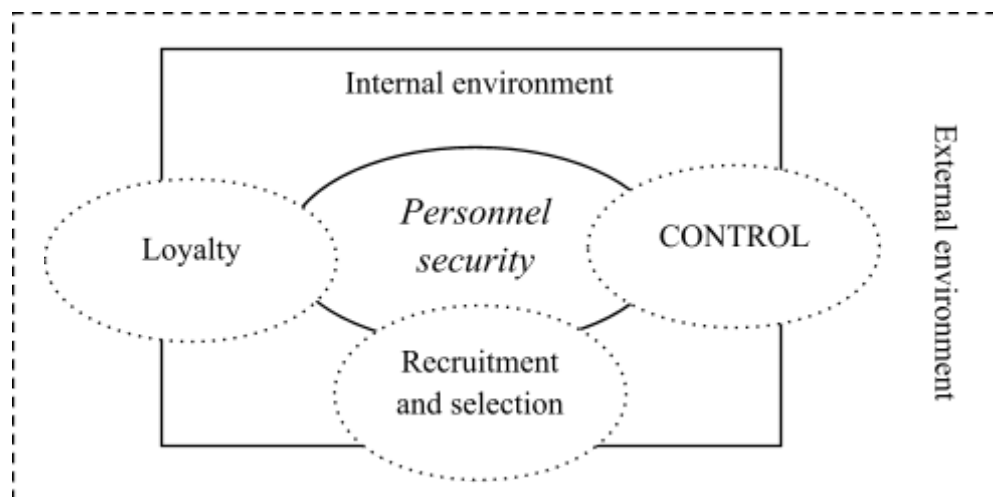 Internal environment
Personnel
security
Loyalty
CONTROL
Recruitment
and selection
External environment